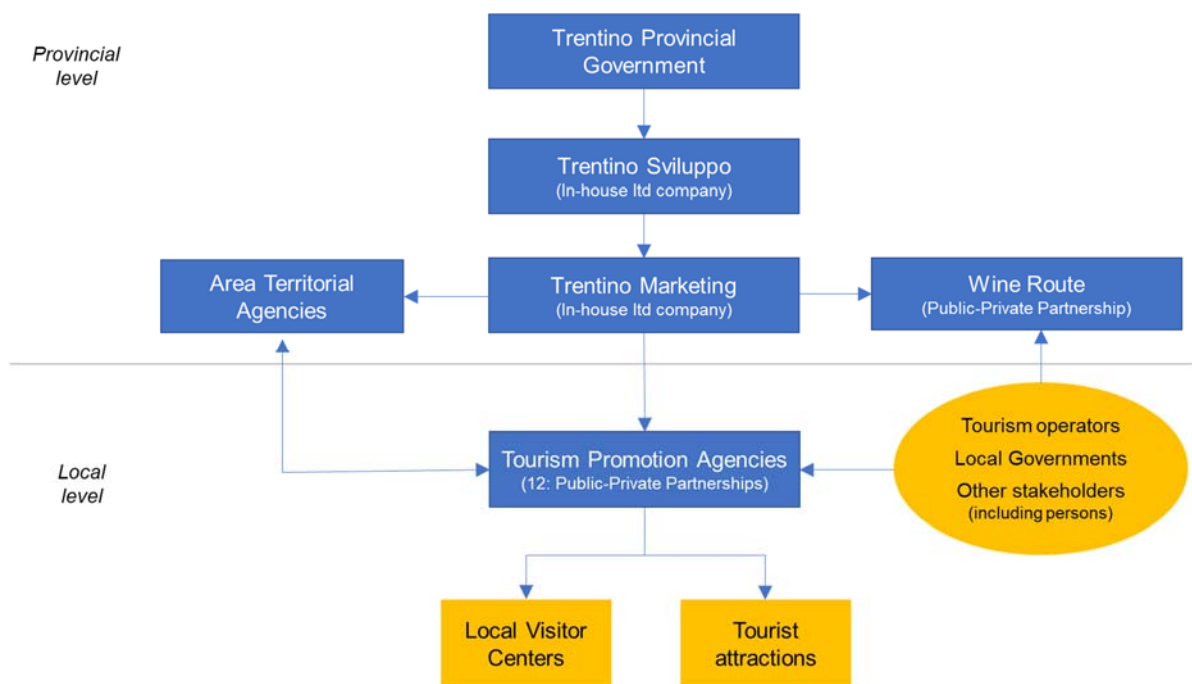 Provincial
level
Trentino Provincial
Government
Trentino Sviluppo
(In-house ltd company)
Area Territorial
Agencies
Trentino Marketing
(In-house ltd company)
Wine Route
(Public-Private Partnership)
Local
level
Tourism Promotion Agencies
(12: Public-Private Partnerships)
Tourism operators
Local Governments
Other stakeholders
(including persons)
Local Visitor
Centers
Tourist
attractions